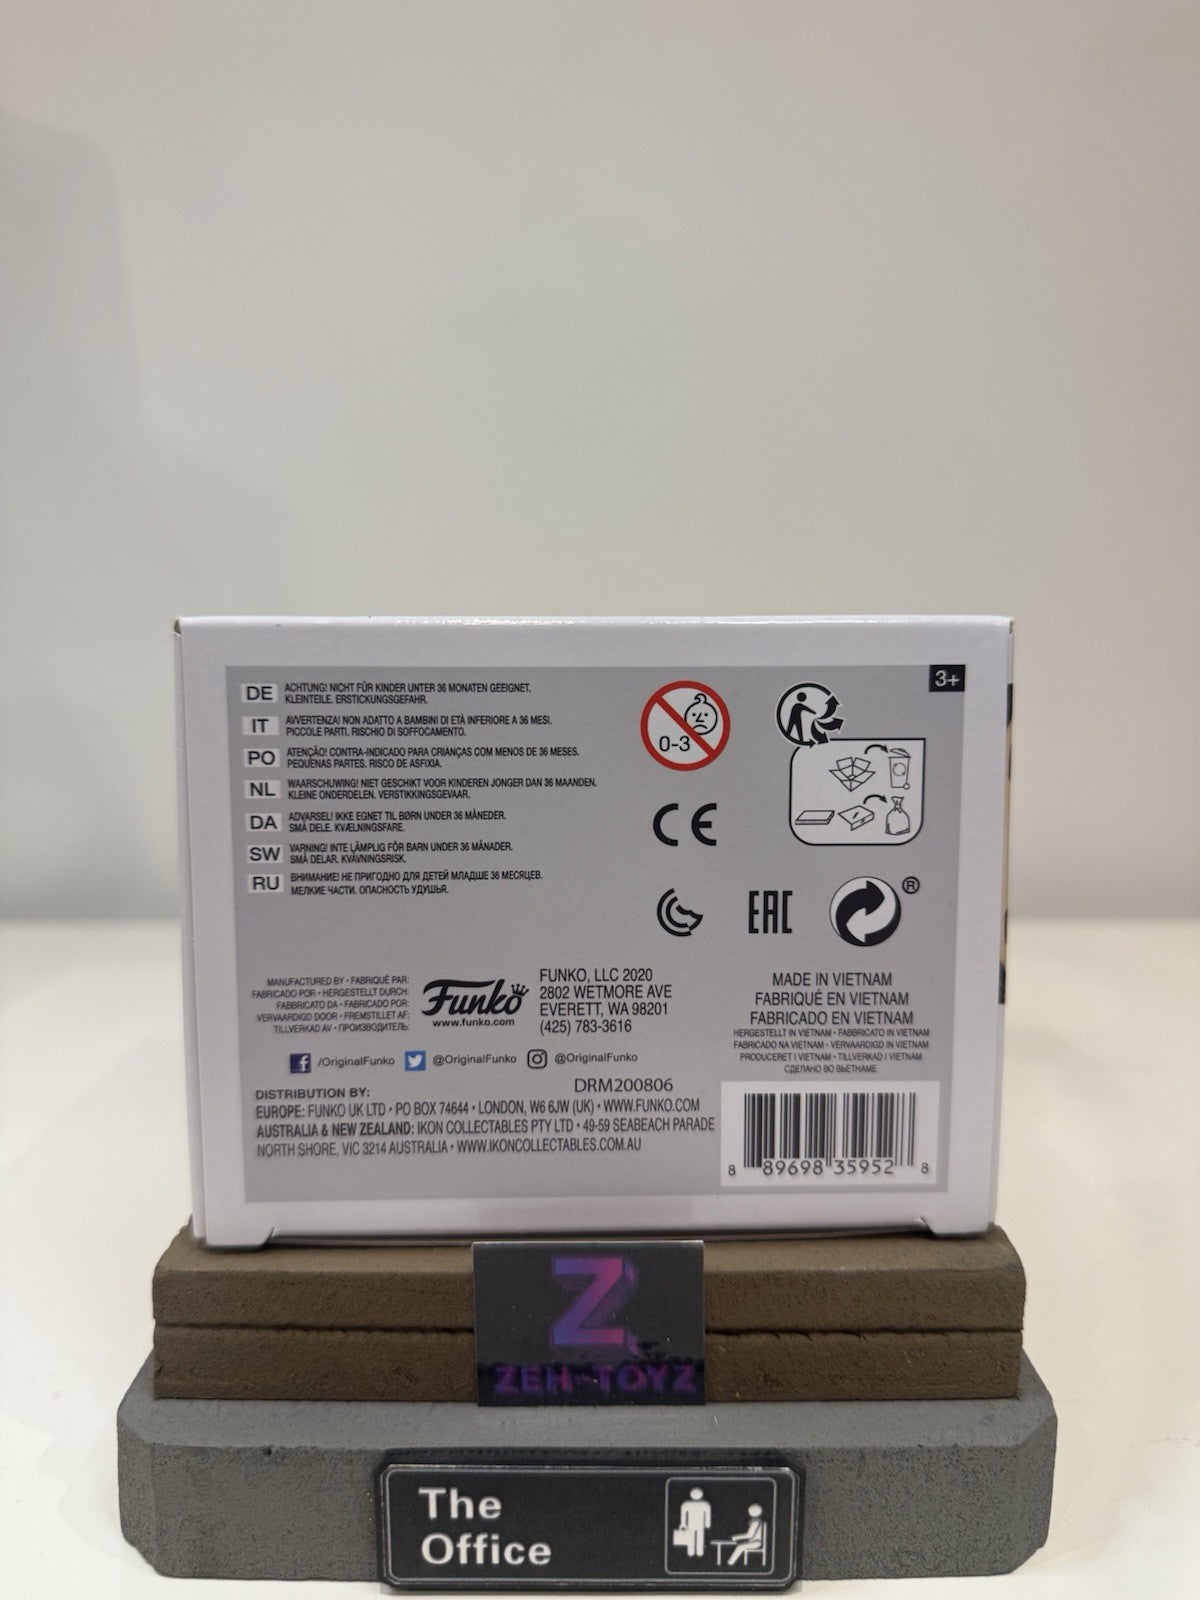 3+
DE ACHTUNG! NICHT FÜR KINDER UNTER 36 MONATEN GEEIGNET.
KLEINTEILE. ERSTICKUNGSGEFAHR.
IT AVVERTENZA! NON ADATTO A BAMBINI DI ETÀ INFERIORE A 36 MESI.
PICCOLE PARTI. RISCHIO DI SOFFOCAMENTO.
PO ATENÇÃO! CONTRA-INDICADO PARA CRIANÇAS COM MENOS DE 36 MESES.
PEQUENAS PARTES. RISCO DE ASFIXIA.
NL WAARSCHUWING! NIET GESCHIKT VOOR KINDEREN JONGER DAN 36 MAANDEN.
KLEINE ONDERDELEN. VERSTIKKINGSGEVAAR.
DA ADVARSEL! IKKE EGNET TIL BØRN UNDER 36 MÅNEDER.
SMÅ DELE. KVÆLNINGSFARE.
SW VARNING! INTE LÄMPLIG FÖR BARN UNDER 36 MÅNADER.
SMÅ DELAR. KVÄVNINGSRISK.
RU ВНИМАНИЕ! НЕ ПРИГОДНО ДЛЯ ДЕТЕЙ МЛАДШЕ 36 МЕСЯЦЕВ.
МЕЛКИЕ ЧАСТИ. ОПАСНОСТЬ УДУШЬЯ.
0-3
CE
EAC
®
MANUFACTURED BY • FABRIQUÉ PAR:
FABRICADO POR • HERGESTELLT DURCH:
FABBRICATO DA • FABRICADO POR:
VERVAARDIGD DOOR • FREMSTILLET AF:
TILLVERKAD AV • ПРОИЗВОДИТЕЛЬ:
Funko
www.funko.com
FUNKO, LLC 2020
2802 WETMORE AVE
EVERETT, WA 98201
(425) 783-3616
MADE IN VIETNAM
FABRIQUÉ EN VIETNAM
FABRICADO EN VIETNAM
HERGESTELLT IN VIETNAM • FABBRICATO IN VIETNAM
FABRICADO NA VIETNAM • VERVAARDIGD IN VIETNAM
PRODUCERET I VIETNAM • TILLVERKAD I VIETNAM
СДЕЛАНО ВО ВЬЕТНАМЕ
/OriginalFunko @OriginalFunko @OriginalFunko
DRM200806
DISTRIBUTION BY:
EUROPE: FUNKO UK LTD • PO BOX 74644 • LONDON, W6 6JW (UK) • WWW.FUNKO.COM
AUSTRALIA & NEW ZEALAND: IKON COLLECTABLES PTY LTD • 49-59 SEABEACH PARADE
NORTH SHORE, VIC 3214 AUSTRALIA • WWW.IKONCOLLECTABLES.COM.AU
8 89698 35952 8
Z
ZEH-TOYZ
The
Office